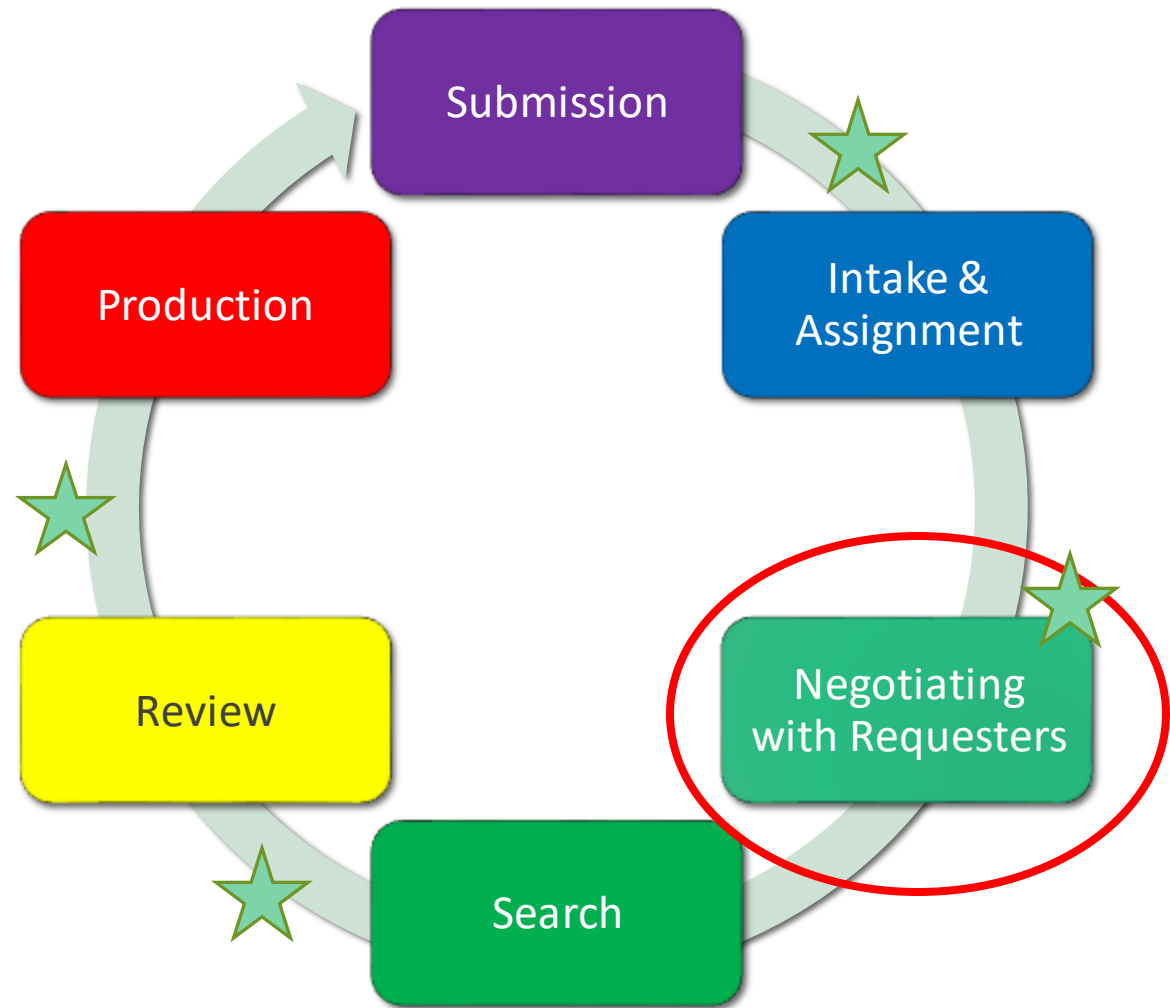 Submission
Intake &
Assignment
Negotiating
with Requesters
Search
Review
Production